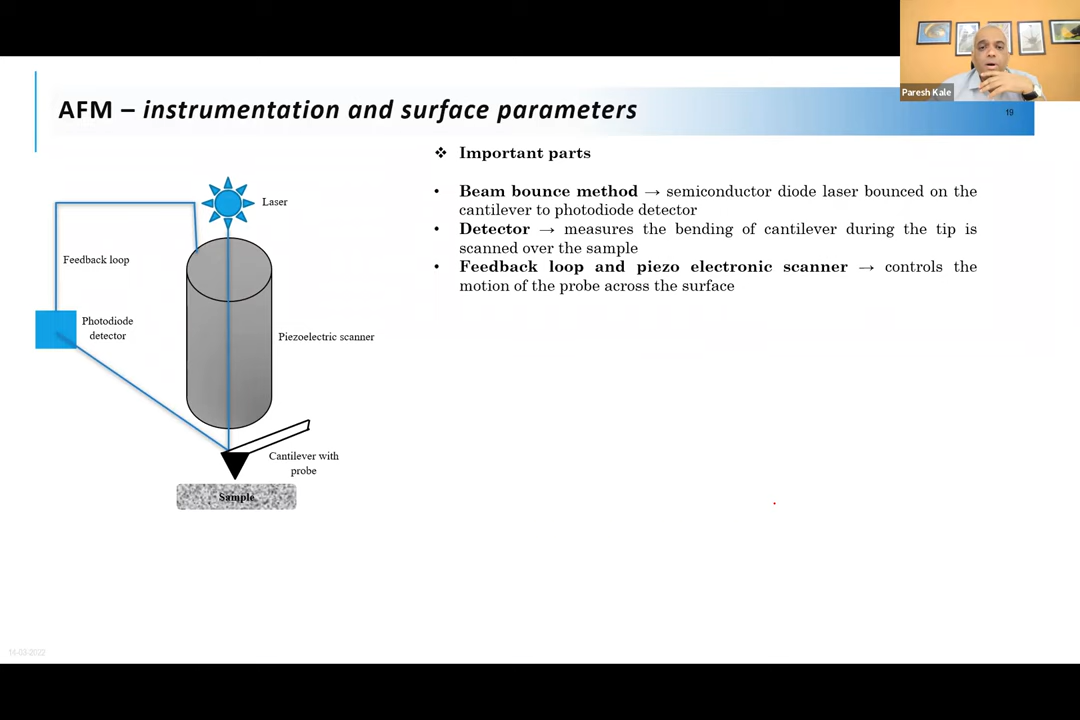 Paresh Kale
AFM – instrumentation and surface parameters
19
❖ Important parts
• Beam bounce method → semiconductor diode laser bounced on the
cantilever to photodiode detector
• Detector → measures the bending of cantilever during the tip is
scanned over the sample
• Feedback loop and piezo electronic scanner → controls the
motion of the probe across the surface
Laser
Feedback loop
Photodiode
detector
Piezoelectric scanner
Cantilever with
probe
Sample
14-03-2022